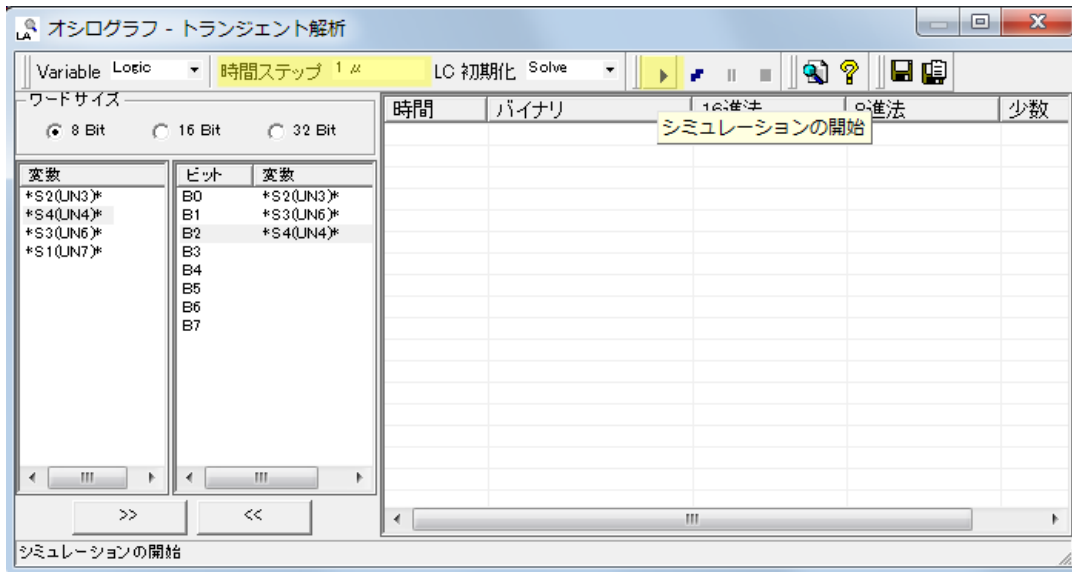 オシログラフ - トランジェント解析
Variable Logic 時間ステップ 1 μ LC 初期化 Solve
ワードサイズ
8 Bit 16 Bit 32 Bit
時間 バイナリ 16進法 8進法 少数
シミュレーションの開始
変数
*S2(UN3)*
*S4(UN4)*
*S3(UN6)*
*S1(UN7)*
ビット 変数
B0 *S2(UN3)*
B1 *S3(UN6)*
B2 *S4(UN4)*
B3
B4
B5
B6
B7
>> <<
シミュレーションの開始